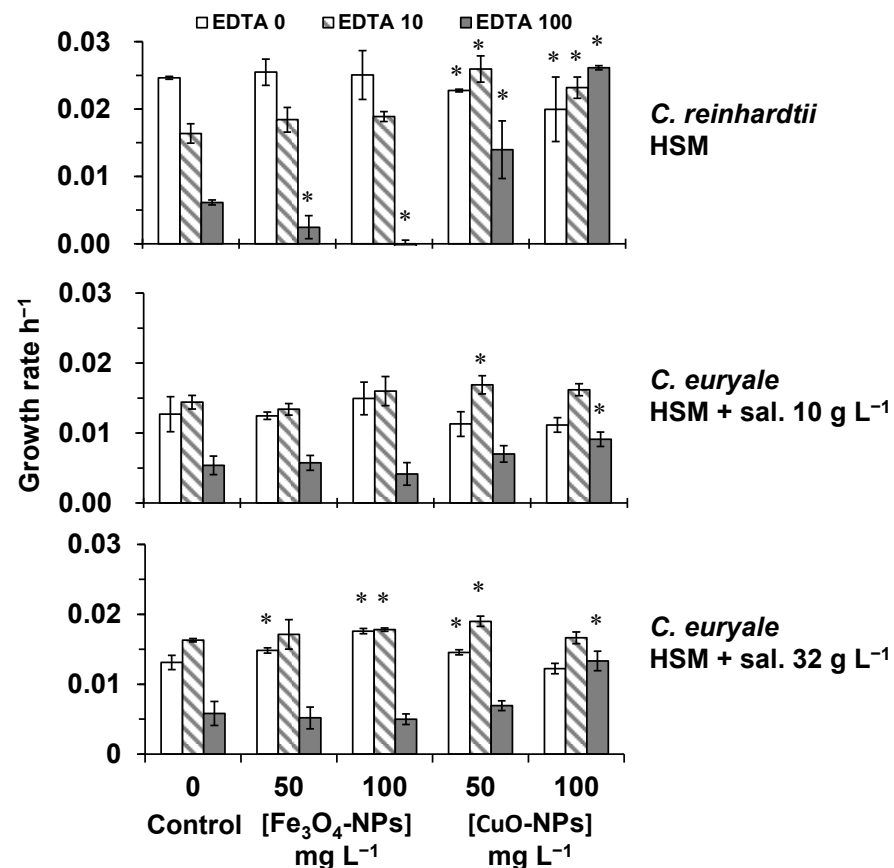 EDTA 0 EDTA 10 EDTA 100
0.03
0.02
0.01
0.00
* * * * * * * *
C. reinhardtii
HSM
0.03
0.02
0.01
0.00
* *
C. euryale
HSM + sal. 10 g L⁻¹
0.03
0.02
0.01
0
* * * * * *
C. euryale
HSM + sal. 32 g L⁻¹
Growth rate h⁻¹
0 50 100 50 100
Control [Fe₃O₄-NPs] [CuO-NPs]
mg L⁻¹ mg L⁻¹